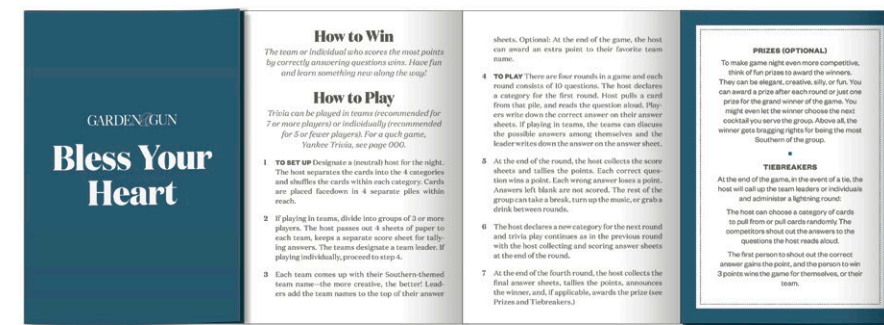 GARDEN & GUN
Bless Your
Heart
How to Win
The team or individual who scores the most points
by correctly answering questions wins. Have fun
and learn something new along the way!
How to Play
Trivia can be played in teams (recommended for
7 or more players) or individually (recommended
for 5 or fewer players). For a quick game,
Yankee Trivia, see page 000.
1 TO SET UP Designate a (neutral) host for the night.
The host separates the cards into the 4 categories
and shuffles the cards within each category. Cards
are placed facedown in 4 separate piles within
reach.
2 If playing in teams, divide into groups of 3 or more
players. The host passes out 4 sheets of paper to
each team, keeps a separate score sheet for tally-
ing answers. The teams designate a team leader. If
playing individually, proceed to step 4.
3 Each team comes up with their Southern-themed
team name—the more creative, the better! Lead-
ers add the team names to the top of their answer
sheets. Optional: At the end of the game, the host
can award an extra point to their favorite team
name.
4 TO PLAY There are four rounds in a game and each
round consists of 10 questions. The host declares
a category for the first round. Host pulls a card
from that pile, and reads the question aloud. Play-
ers write down the correct answer on their answer
sheets. If playing in teams, the teams can discuss
the possible answers among themselves and the
leader writes down the answer on the answer sheet.
5 At the end of the round, the host collects the score
sheets and tallies the points. Each correct ques-
tion wins a point. Each wrong answer loses a point.
Answers left blank are not scored. The rest of the
group can take a break, turn up the music, or grab a
drink between rounds.
6 The host declares a new category for the next round
and trivia play continues as in the previous round
with the host collecting and scoring answer sheets
at the end of the round.
7 At the end of the fourth round, the host collects the
final answer sheets, tallies the points, announces
the winner, and, if applicable, awards the prize (see
Prizes and Tiebreakers.)
PRIZES (OPTIONAL)
To make game night even more competitive,
think of fun prizes to award the winners.
They can be elegant, creative, silly, or fun. You
can award a prize after each round or just one
prize for the grand winner of the game. You
might even let the winner choose the next
cocktail you serve the group. Above all, the
winner gets bragging rights for being the most
Southern of the group.
TIEBREAKERS
At the end of the game, in the event of a tie, the
host will call up the team leaders or individuals
and administer a lightning round:
The host can choose a category of cards
to pull from or pull cards randomly. The
competitors shout out the answers to the
questions the host reads aloud.
The first person to shout out the correct
answer gains the point, and the person to win
3 points wins the game for themselves, or their
team.